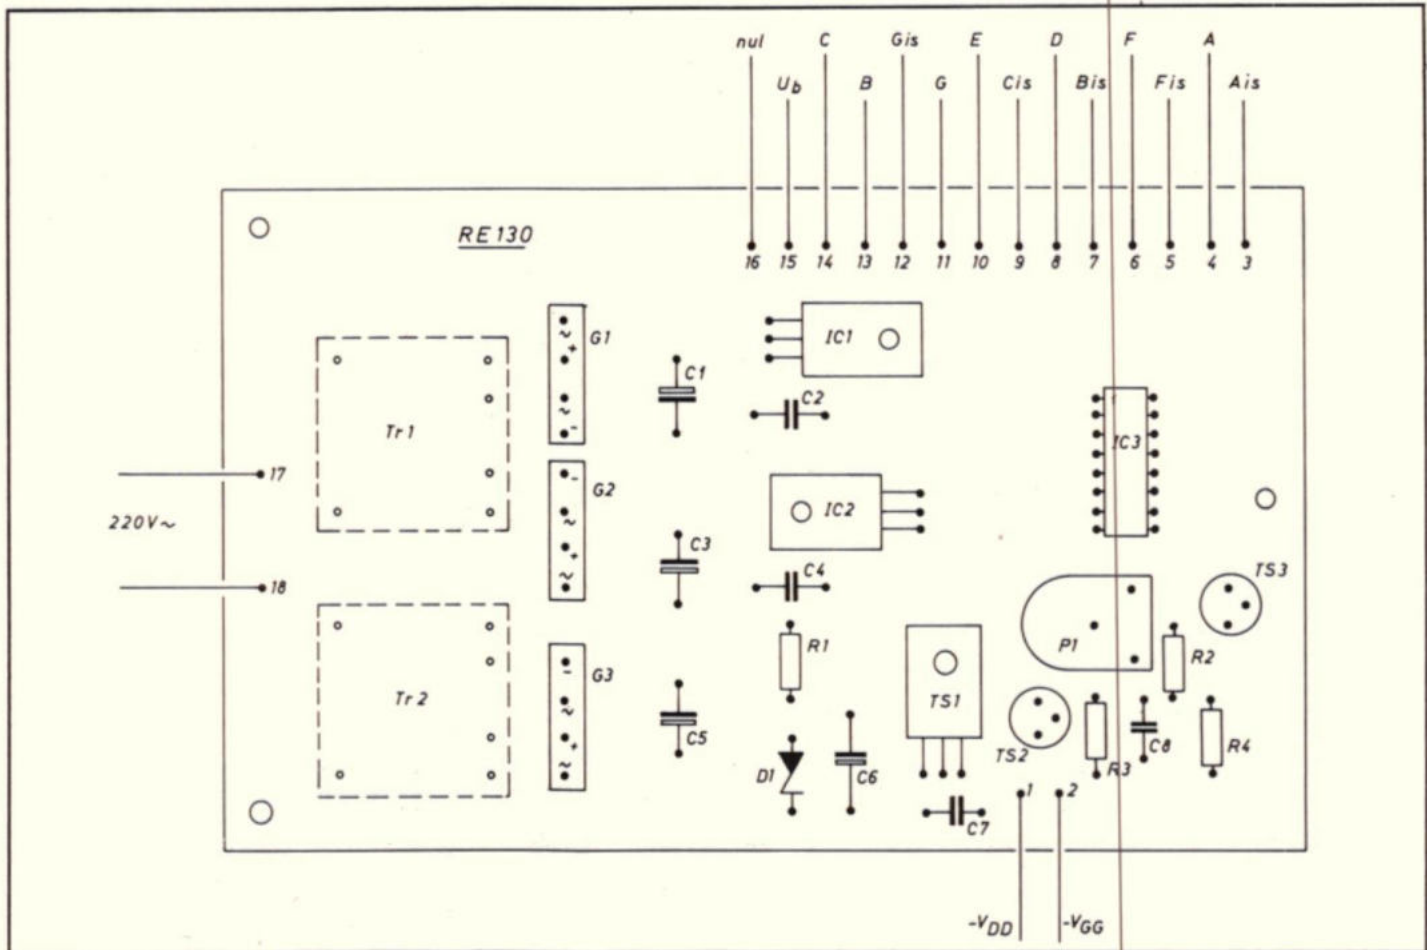 nul C Gis E D F A
Ub B G Cis Bis Fis Ais
RE130
16 15 14 13 12 11 10 9 8 7 6 5 4 3
G1
~
+
~
-
IC1
C1
C2
Tr1
1
IC3
17
-
G2
~
+
~
IC2
220V~
C3
C4
18
TS3
R1
P1
R2
-
G3
~
+
~
Tr2
TS1
C5
TS2
C8
R4
D1
C6
R3
1 2
C7
-VDD -VGG